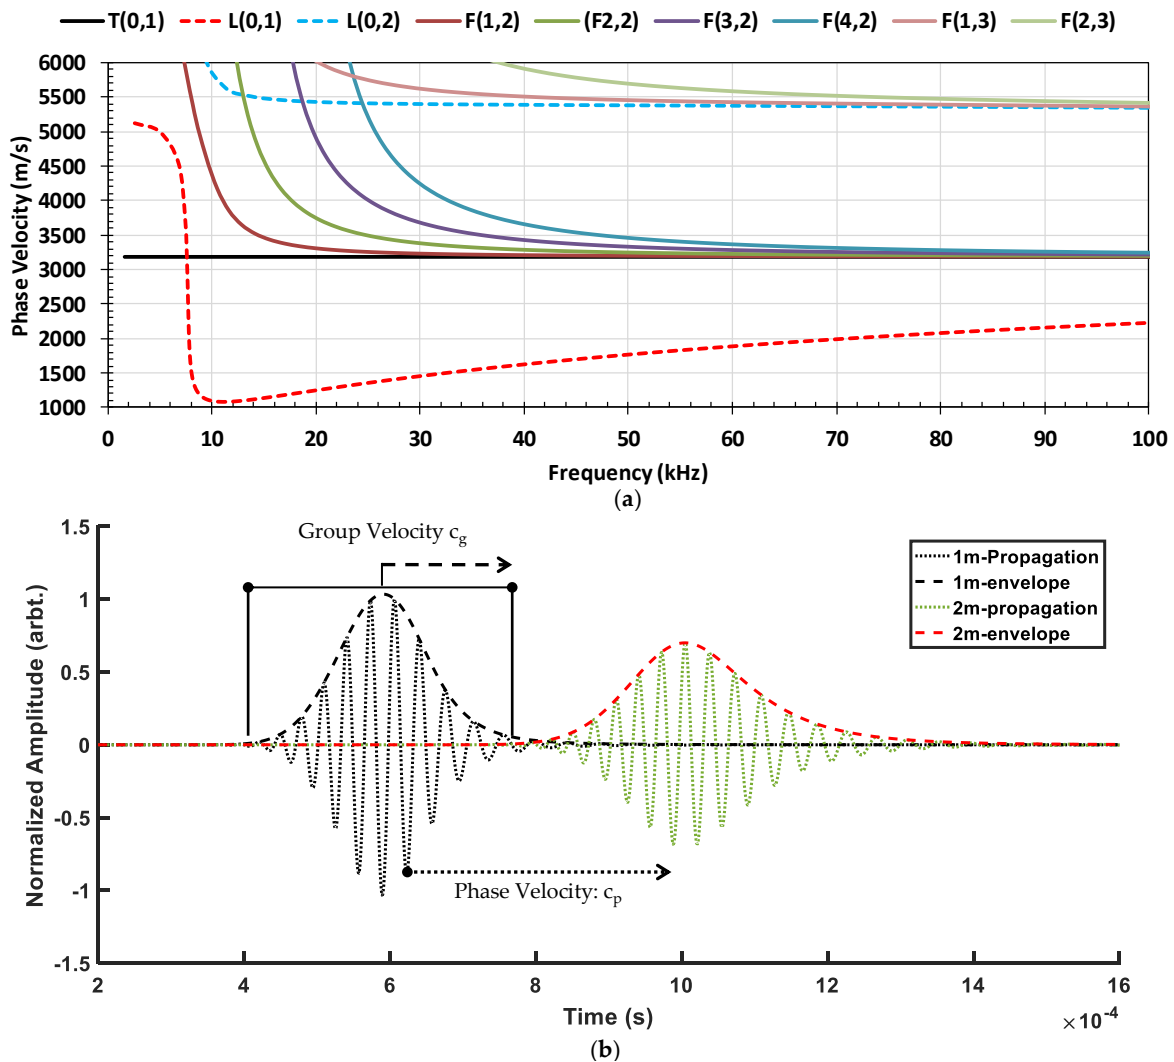 T(0,1) L(0,1) L(0,2) F(1,2) (F2,2) F(3,2) F(4,2) F(1,3) F(2,3)
Phase Velocity (m/s)
6000
5500
5000
4500
4000
3500
3000
2500
2000
1500
1000
0 10 20 30 40 50 60 70 80 90 100
Frequency (kHz)
(a)
Normalized Amplitude (arbt.)
1.5
1
0.5
0
-0.5
-1
-1.5
Group Velocity cg
1m-Propagation
1m-envelope
2m-propagation
2m-envelope
Phase Velocity: cp
2 4 6 8 10 12 14 16
Time (s)
×10-4
(b)